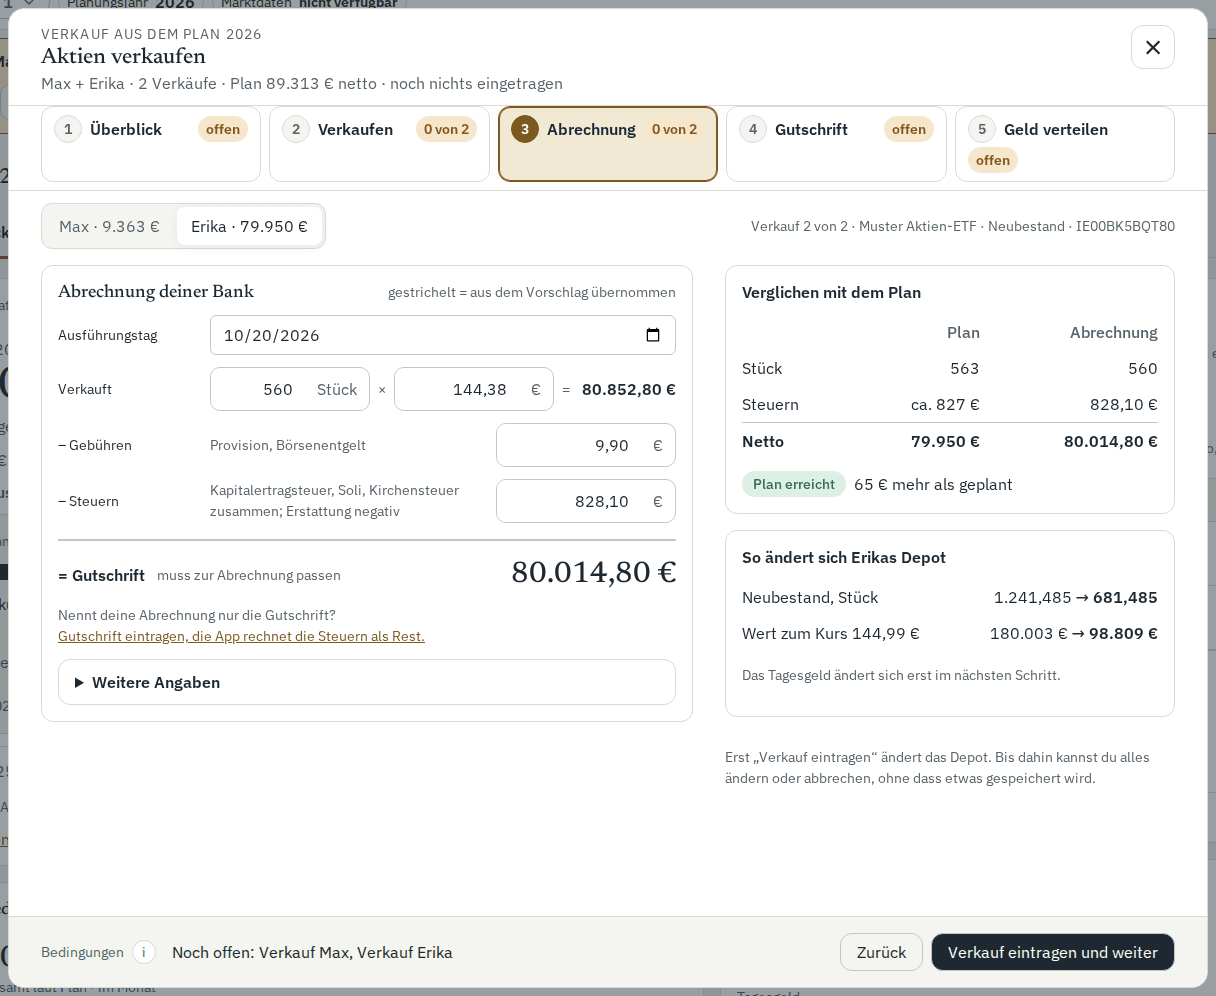 Planungsjahr 2026 Marktdaten nicht verfügbar
VERKAUF AUS DEM PLAN 2026
Aktien verkaufen
Max + Erika · 2 Verkäufe · Plan 89.313 € netto · noch nichts eingetragen
1 Überblick offen
2 Verkaufen 0 von 2
3 Abrechnung 0 von 2
4 Gutschrift offen
5 Geld verteilen
offen
Max · 9.363 € Erika · 79.950 €
Verkauf 2 von 2 · Muster Aktien-ETF · Neubestand · IE00BK5BQT80
Abrechnung deiner Bank
gestrichelt = aus dem Vorschlag übernommen
Ausführungstag 10/20/2026
Verkauft 560 Stück × 144,38 € = 80.852,80 €
– Gebühren Provision, Börsenentgelt 9,90 €
– Steuern Kapitalertragsteuer, Soli, Kirchensteuer
zusammen; Erstattung negativ 828,10 €
= Gutschrift muss zur Abrechnung passen 80.014,80 €
Nennt deine Abrechnung nur die Gutschrift?
Gutschrift eintragen, die App rechnet die Steuern als Rest.
▶ Weitere Angaben
Verglichen mit dem Plan
Plan Abrechnung
Stück 563 560
Steuern ca. 827 € 828,10 €
Netto 79.950 € 80.014,80 €
Plan erreicht 65 € mehr als geplant
So ändert sich Erikas Depot
Neubestand, Stück 1.241,485 → 681,485
Wert zum Kurs 144,99 € 180.003 € → 98.809 €
Das Tagesgeld ändert sich erst im nächsten Schritt.
Erst „Verkauf eintragen“ ändert das Depot. Bis dahin kannst du alles
ändern oder abbrechen, ohne dass etwas gespeichert wird.
Bedingungen i Noch offen: Verkauf Max, Verkauf Erika
Zurück Verkauf eintragen und weiter